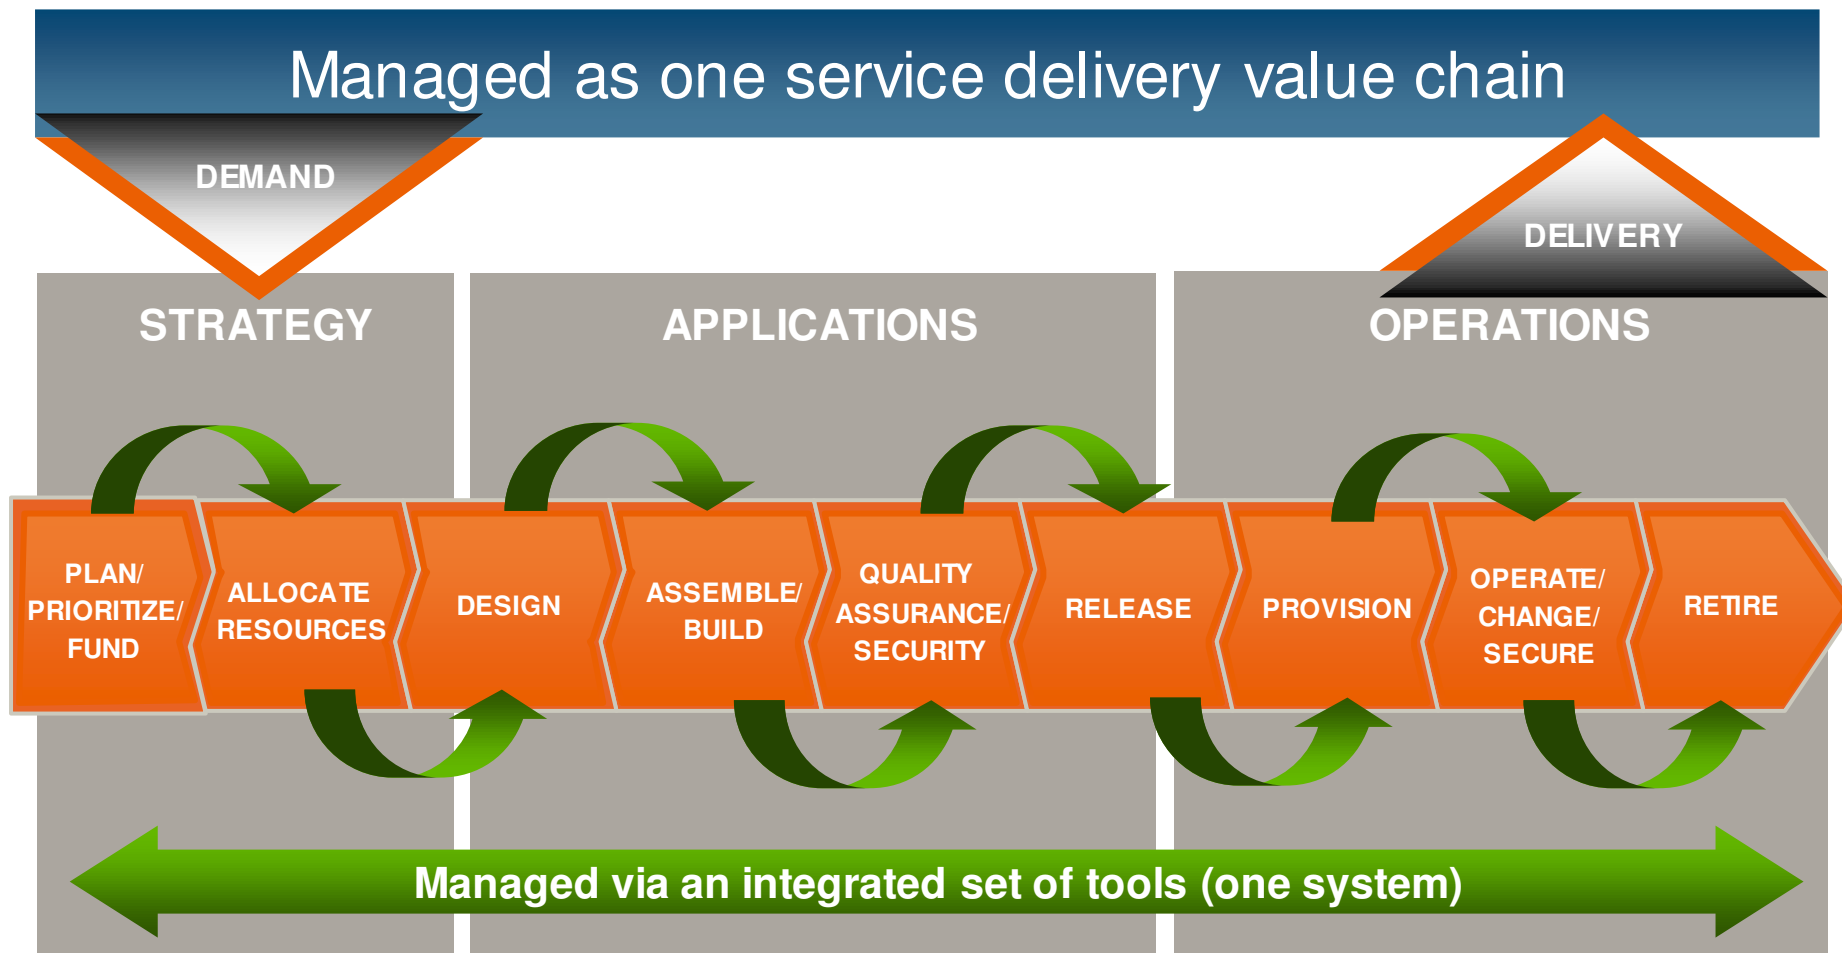 Managed as one service delivery value chain
DEMAND
DELIVERY
STRATEGY
APPLICATIONS
OPERATIONS
PLAN/
PRIORITIZE/
FUND
ALLOCATE
RESOURCES
DESIGN
ASSEMBLE/
BUILD
QUALITY
ASSURANCE/
SECURITY
RELEASE
PROVISION
OPERATE/
CHANGE/
SECURE
RETIRE
Managed via an integrated set of tools (one system)